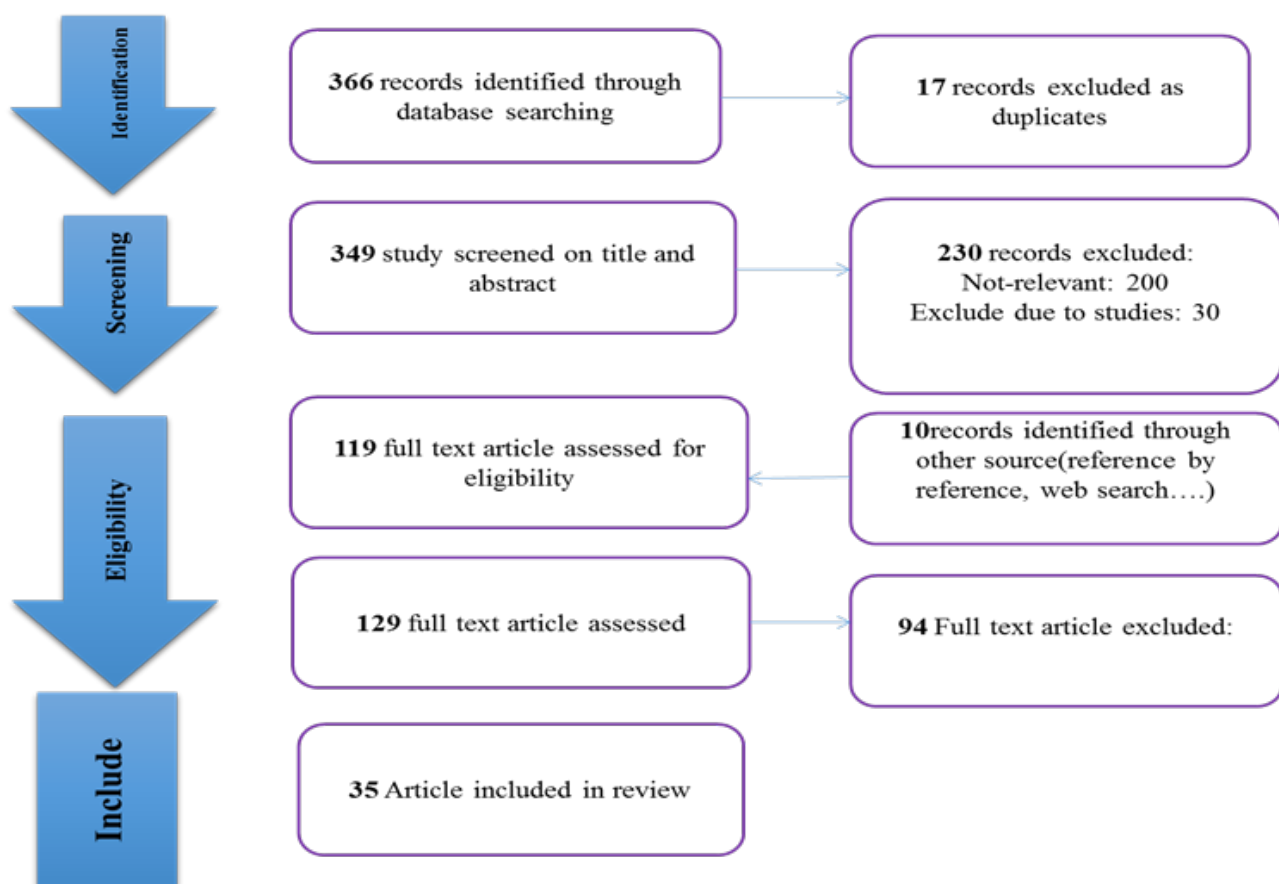 Identification
366 records identified through
database searching
17 records excluded as
duplicates
Screening
349 study screened on title and
abstract
230 records excluded:
Not-relevant: 200
Exclude due to studies: 30
Eligibility
119 full text article assessed for
eligibility
10records identified through
other source(reference by
reference, web search….)
129 full text article assessed
94 Full text article excluded:
Include
35 Article included in review